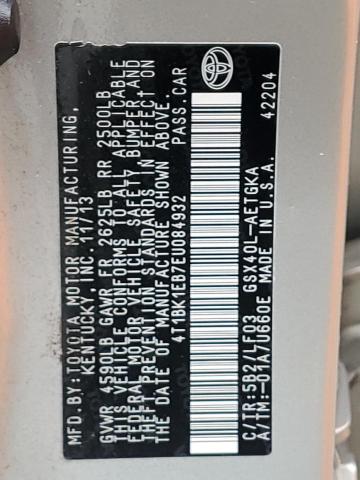 MFD.BY:TOYOTA MOTOR MANUFACTURING,
KENTUCKY, INC. 11/13
GVWR 4590LB GAWR FR 2625LB RR 2500LB
THIS VEHICLE CONFORMS TO ALL APPLICABLE
FEDERAL MOTOR VEHICLE SAFETY, BUMPER, AND
THEFT PREVENTION STANDARDS IN EFFECT ON
THE DATE OF MANUFACTURE SHOWN ABOVE.
4T1BK1EB7EU084932 PASS.CAR
C/TR:5B2/LF03 GSX40L-AETGKA
A/TM:-01A/U660E MADE IN U.S.A.
42204